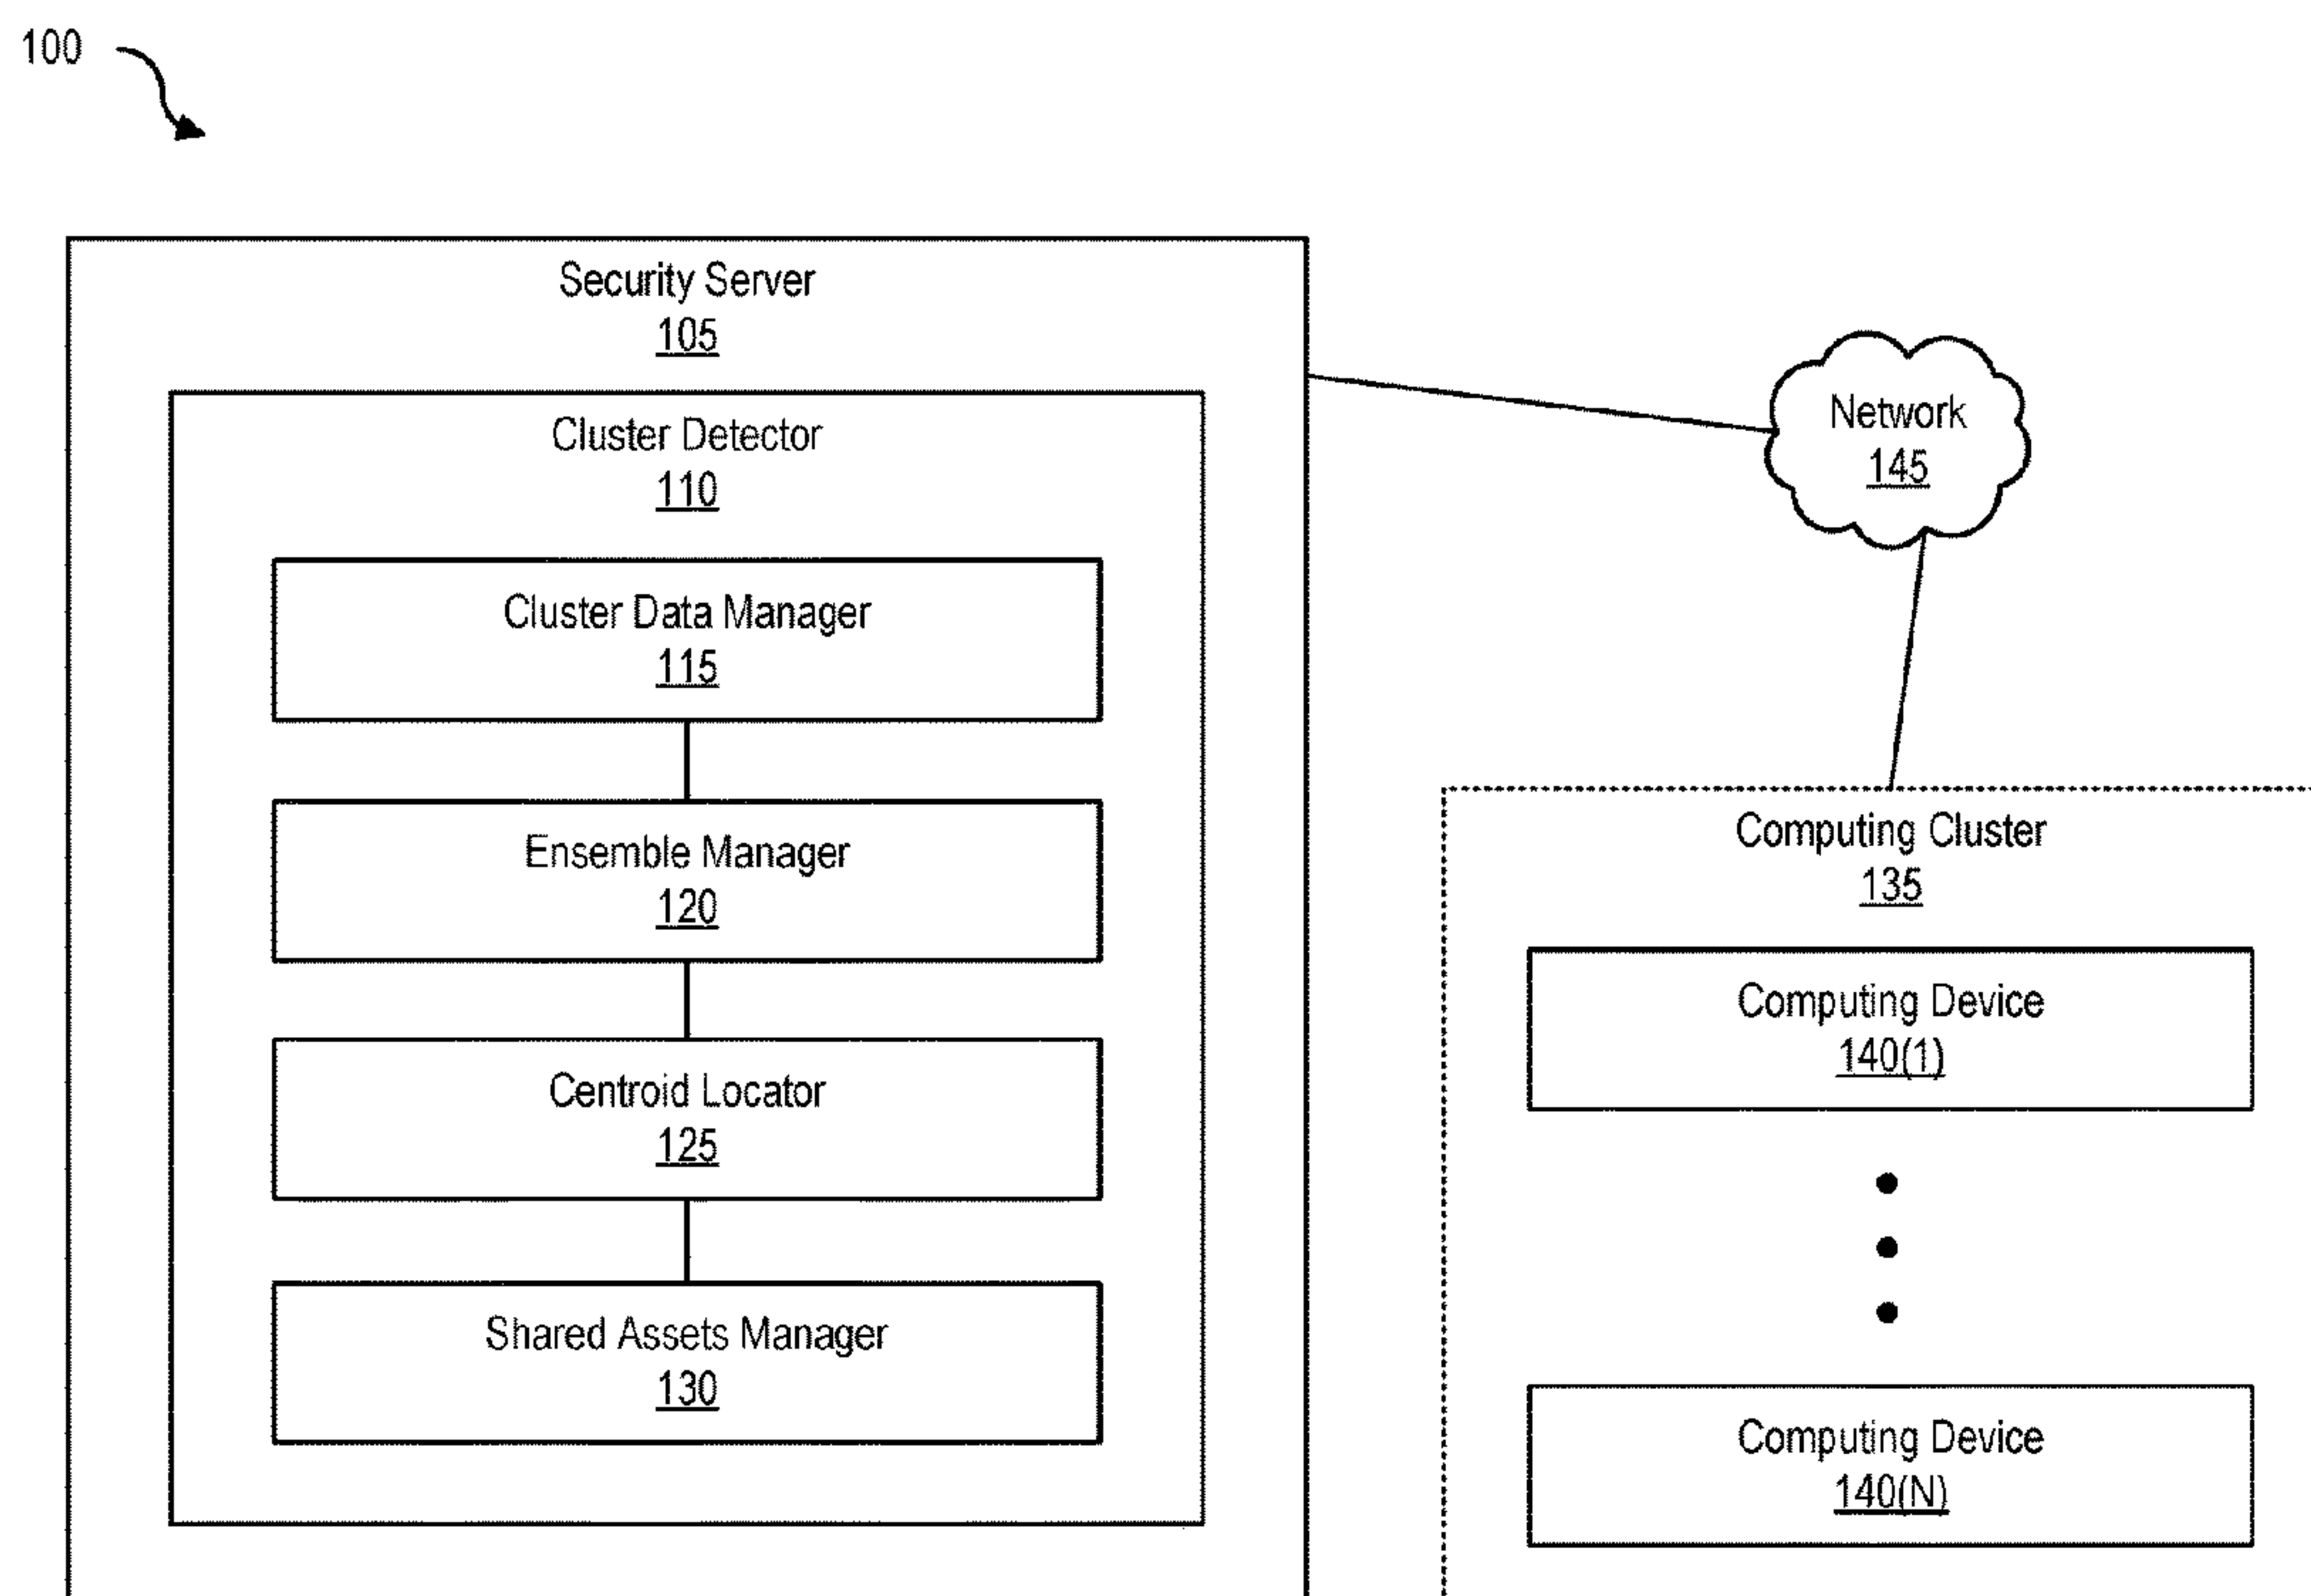 100
Security Server
105
Cluster Detector
110
Cluster Data Manager
115
Ensemble Manager
120
Centroid Locator
125
Shared Assets Manager
130
Network
145
Computing Cluster
135
Computing Device
140(1)
Computing Device
140(N)